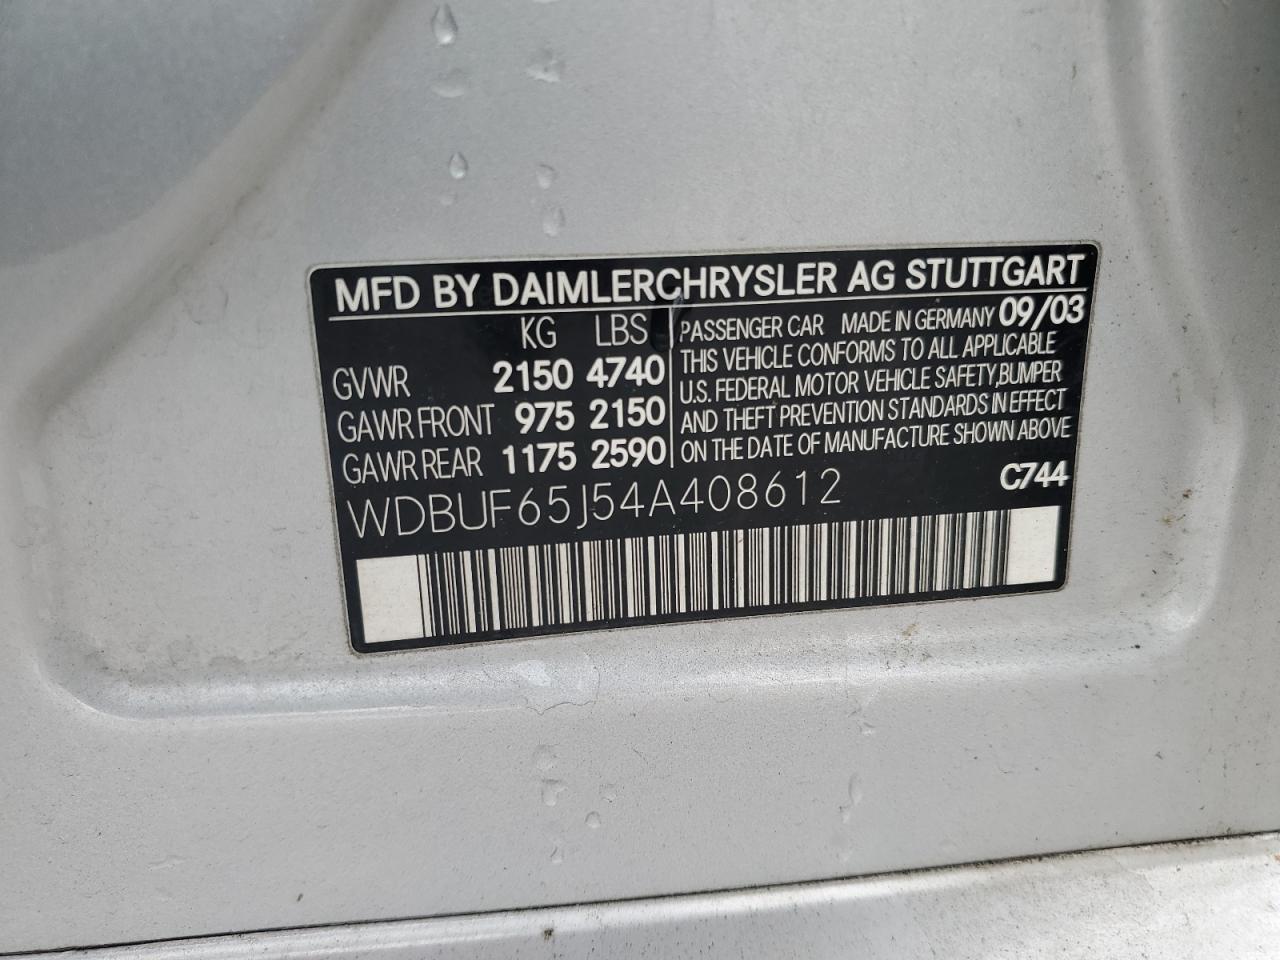 MFD BY DAIMLERCHRYSLER AG STUTTGART
KG LBS
GVWR 2150 4740
GAWR FRONT 975 2150
GAWR REAR 1175 2590
PASSENGER CAR MADE IN GERMANY 09/03
THIS VEHICLE CONFORMS TO ALL APPLICABLE
U.S. FEDERAL MOTOR VEHICLE SAFETY,BUMPER
AND THEFT PREVENTION STANDARDS IN EFFECT
ON THE DATE OF MANUFACTURE SHOWN ABOVE
WDBUF65J54A408612
C744